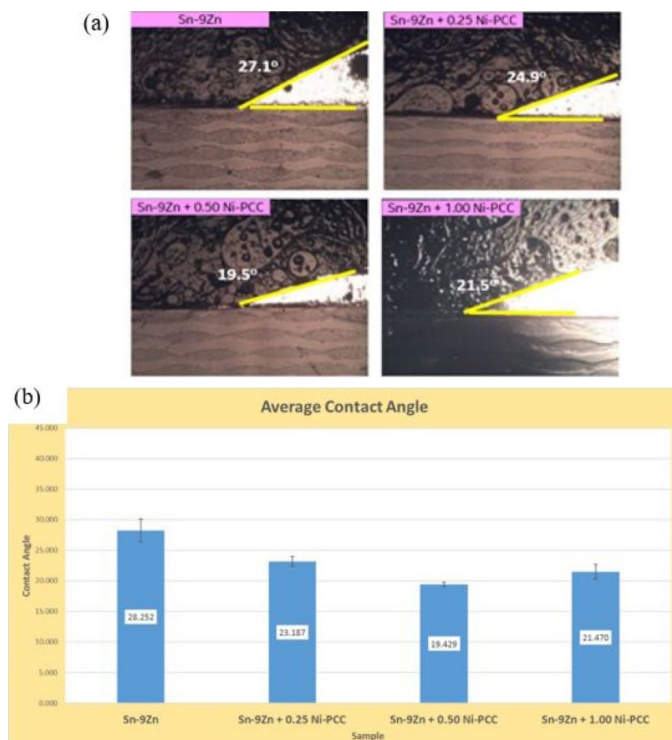 (a)
Sn-9Zn
Sn-9Zn + 0.25 Ni-PCC
27.1°
24.9°
Sn-9Zn + 0.50 Ni-PCC
Sn-9Zn + 1.00 Ni-PCC
19.5°
21.5°
(b)
Average Contact Angle
45.000
40.000
35.000
30.000
25.000
20.000
15.000
10.000
5.000
0.000
Contact Angle
28.252
23.187
19.429
21.470
Sn-9Zn
Sn-9Zn + 0.25 Ni-PCC
Sn-9Zn + 0.50 Ni-PCC
Sn-9Zn + 1.00 Ni-PCC
Sample